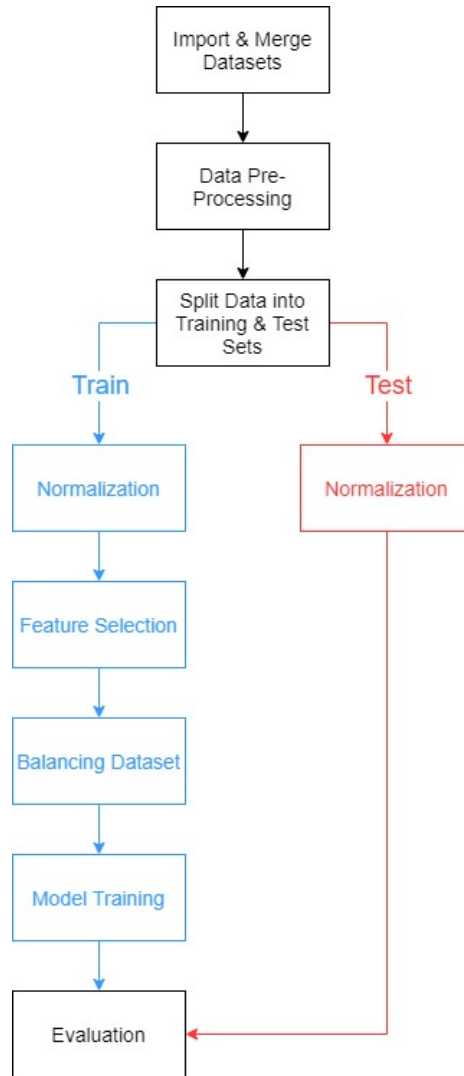 Import & Merge
Datasets
Data Pre-
Processing
Split Data into
Training & Test
Sets
Train
Test
Normalization
Normalization
Feature Selection
Balancing Dataset
Model Training
Evaluation